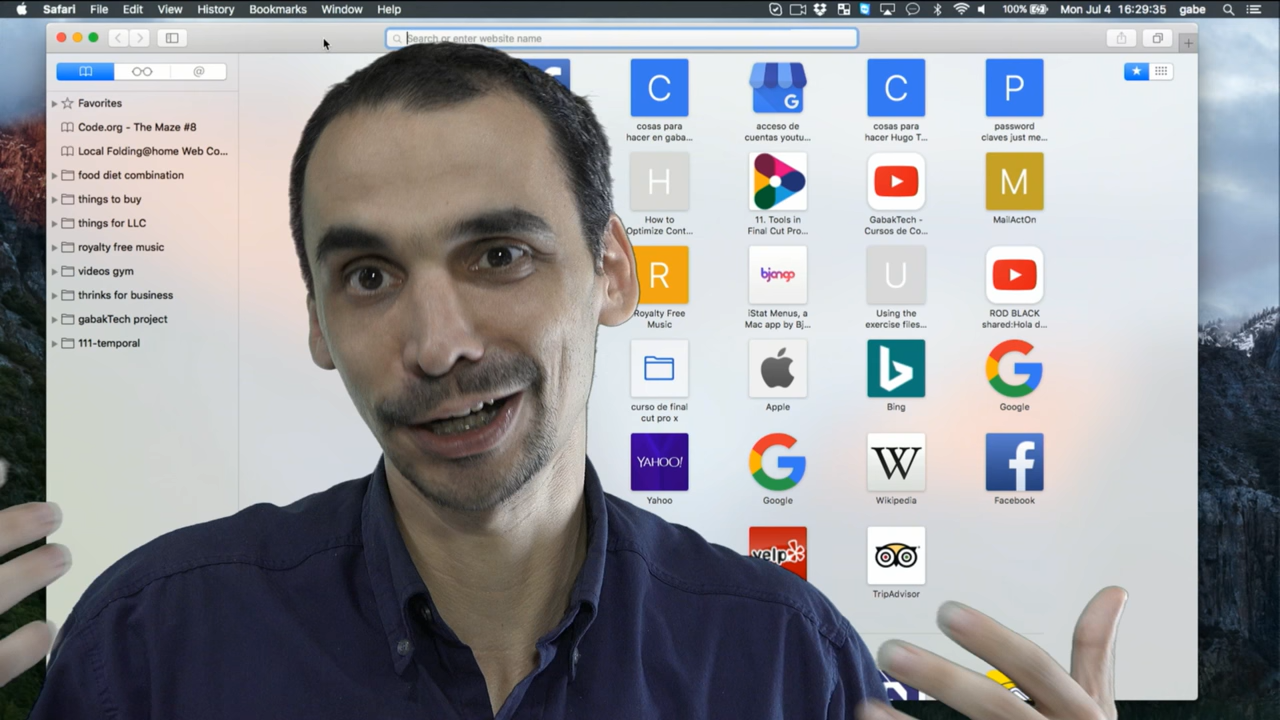 Safari File Edit View History Bookmarks Window Help 100% Mon Jul 4 16:29:35 gabe
Search or enter website name
Favorites
Code.org - The Maze #8
Local Folding@home Web Co...
food diet combination
things to buy
things for LLC
royalty free music
videos gym
thrinks for business
gabakTech project
111-temporal
C G C P
cosas para
hacer en gaba...
acceso de
cuentas youtu...
cosas para
hacer Hugo T...
password
claves just me...
H M
How to
Optimize Cont...
11. Tools in
Final Cut Pro...
GabakTech -
Cursos de Co...
MailActOn
R bjango U
Royalty Free
Music
iStat Menus, a
Mac app by Bj...
Using the
exercise files...
ROD BLACK
shared:Hola d...
curso de final
cut pro x
Apple
Bing
Google
YAHOO! W f
Yahoo
Google
Wikipedia
Facebook
yelp
TripAdvisor